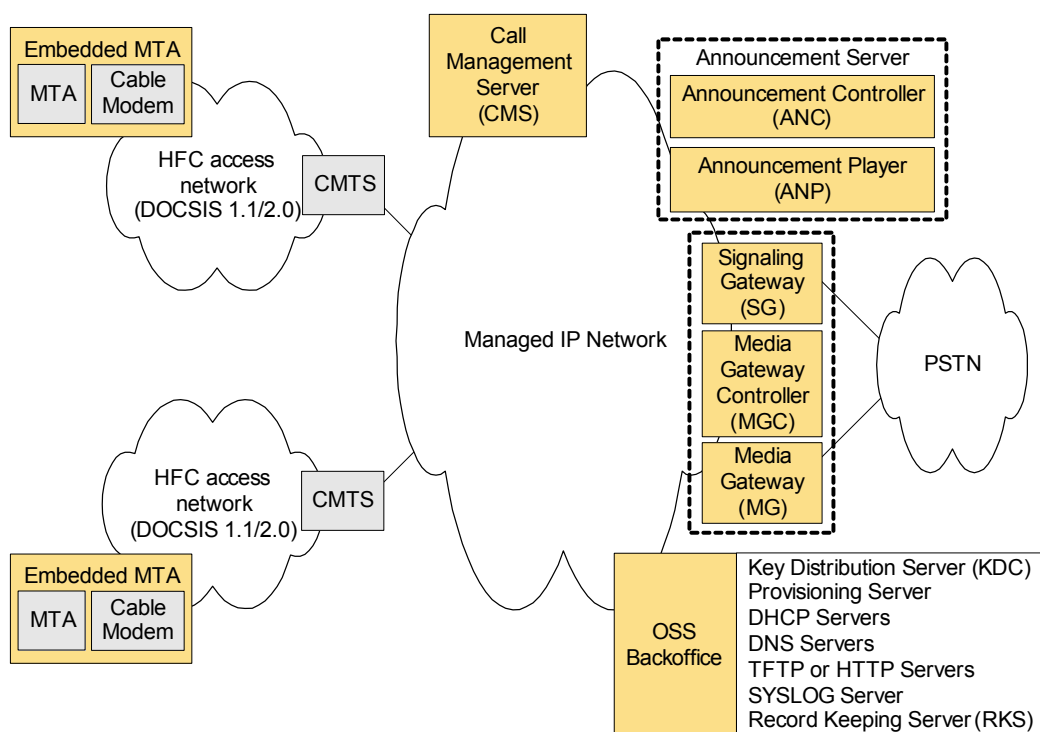 Embedded MTA
MTA
Cable
Modem
HFC access
network
(DOCSIS 1.1/2.0)
CMTS
Call
Management
Server
(CMS)
Announcement Server
Announcement Controller
(ANC)
Announcement Player
(ANP)
Signaling
Gateway
(SG)
Media
Gateway
Controller
(MGC)
Media
Gateway
(MG)
Managed IP Network
PSTN
HFC access
network
(DOCSIS 1.1/2.0)
CMTS
Embedded MTA
MTA
Cable
Modem
OSS
Backoffice
Key Distribution Server (KDC)
Provisioning Server
DHCP Servers
DNS Servers
TFTP or HTTP Servers
SYSLOG Server
Record Keeping Server (RKS)